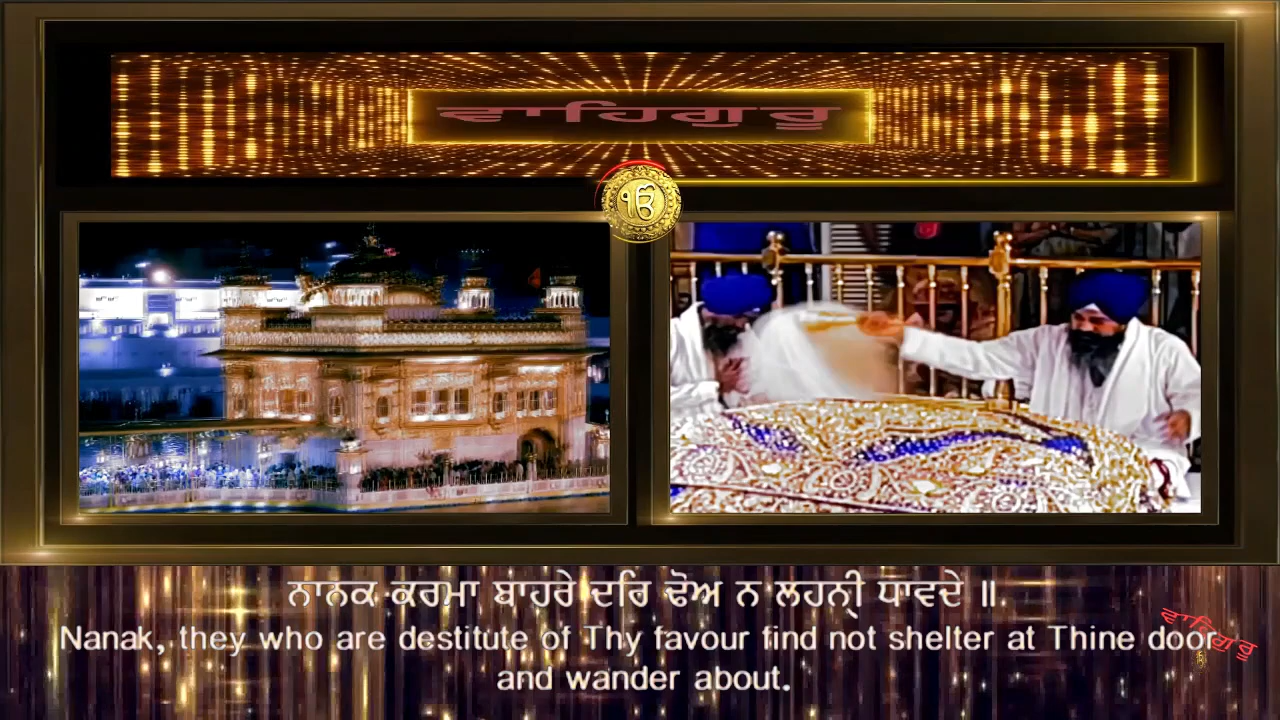 ਵਾਹਿਗੁਰੂ
ੴ
ਨਾਨਕ ਕਰਮਾ ਬਾਹਰੇ ਦਰਿ ਢੋਅ ਨ ਲਹਨ੍ਹ੍ਹੀ ਧਾਵਦੇ ॥
Nanak, they who are destitute of Thy favour find not shelter at Thine door
and wander about.
ਵਾਹਿਗੁਰੂ
ੴ